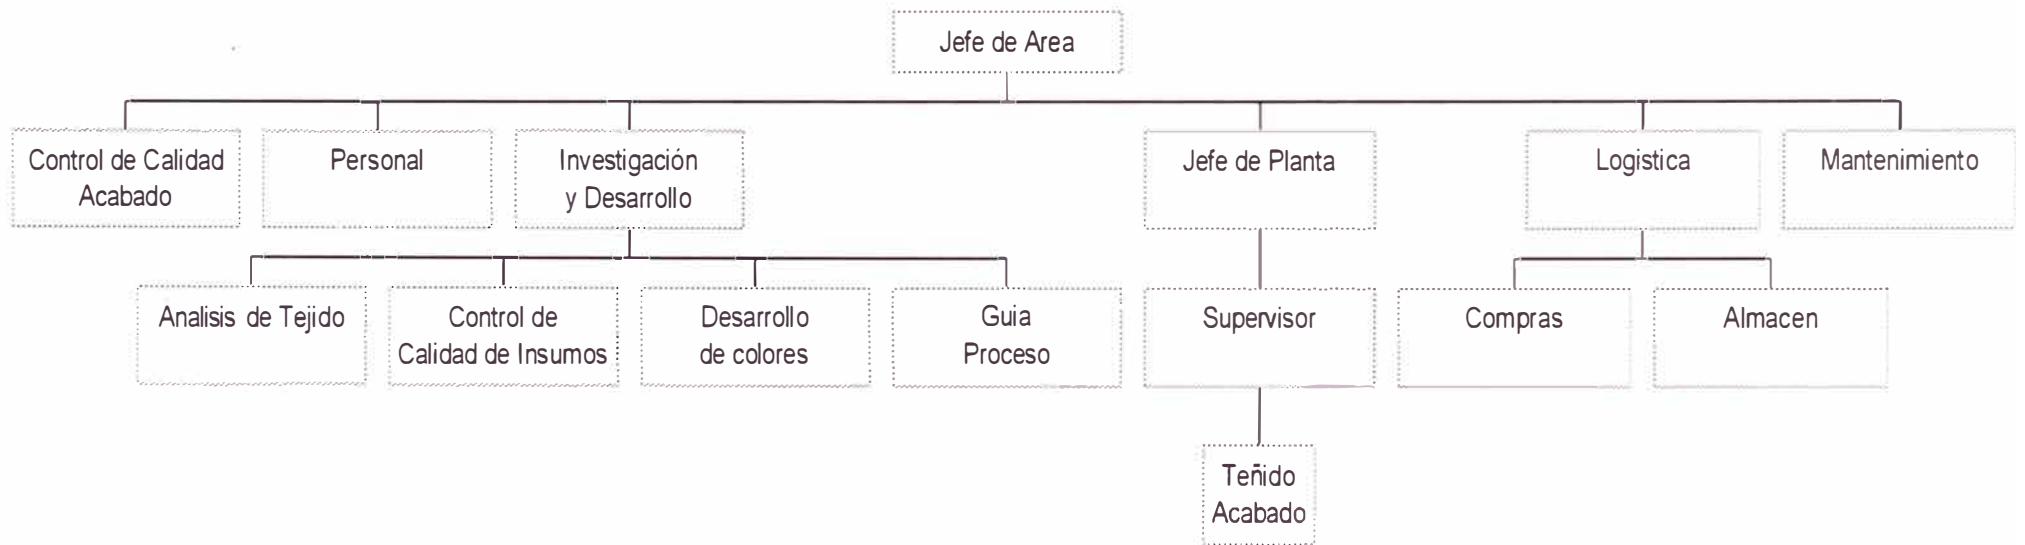 Jefe de Area
Control de Calidad
Acabado
Personal
Investigación
y Desarrollo
Jefe de Planta
Logistica
Mantenimiento
Analisis de Tejido
Control de
Calidad de Insumos
Desarrollo
de colores
Guia
Proceso
Supervisor
Compras
Almacen
Teñido
Acabado